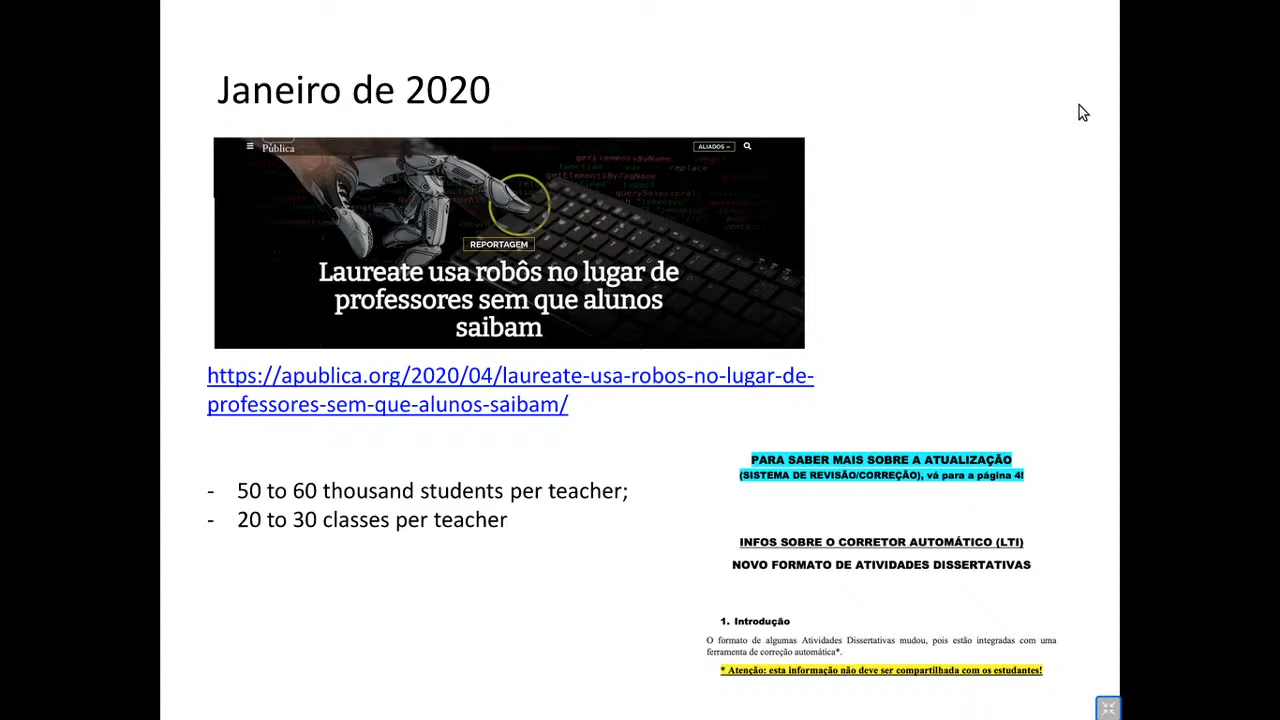 Janeiro de 2020
Pública
ALIADOS
REPORTAGEM
Laureate usa robôs no lugar de
professores sem que alunos
saibam
https://apublica.org/2020/04/laureate-usa-robos-no-lugar-de-
professores-sem-que-alunos-saibam/
- 50 to 60 thousand students per teacher;
- 20 to 30 classes per teacher
PARA SABER MAIS SOBRE A ATUALIZAÇÃO
(SISTEMA DE REVISÃO/CORREÇÃO), vá para a página 4!
INFOS SOBRE O CORRETOR AUTOMÁTICO (LTI)
NOVO FORMATO DE ATIVIDADES DISSERTATIVAS
1. Introdução
O formato de algumas Atividades Dissertativas mudou, pois estão integradas com uma
ferramenta de correção automática*.
* Atenção: esta informação não deve ser compartilhada com os estudantes!